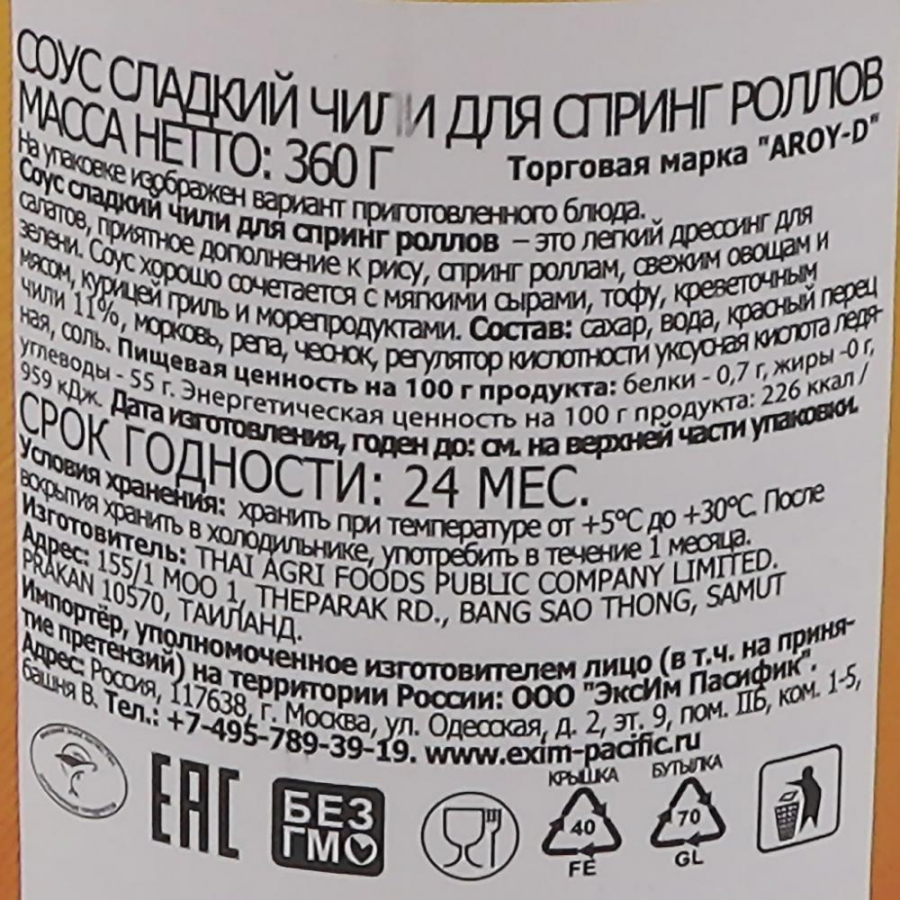 СОУС СЛАДКИЙ ЧИЛИ ДЛЯ СПРИНГ РОЛЛОВ
МАССА НЕТТО: 360 Г
Торговая марка "AROY-D"
На упаковке изображен вариант приготовленного блюда.
Соус сладкий чили для спринг роллов – это легкий дрессинг для
салатов, приятное дополнение к рису, спринг роллам, свежим овощам и
зелени. Соус хорошо сочетается с мягкими сырами, тофу, креветочным
мясом, курицей гриль и морепродуктами. Состав: сахар, вода, красный перец
чили 11%, морковь, репа, чеснок, регулятор кислотности уксусная кислота ледя-
ная, соль. Пищевая ценность на 100 г продукта: белки - 0,7 г, жиры -0 г,
углеводы - 55 г. Энергетическая ценность на 100 г продукта: 226 ккал /
959 кДж. Дата изготовления, годен до: см. на верхней части упаковки.
СРОК ГОДНОСТИ: 24 МЕС.
Условия хранения: хранить при температуре от +5°С до +30°С. После
вскрытия хранить в холодильнике, употребить в течение 1 месяца.
Изготовитель: THAI AGRI FOODS PUBLIC COMPANY LIMITED.
Адрес: 155/1 MOO 1, THEPARAK RD., BANG SAO THONG, SAMUT
PRAKAN 10570, ТАИЛАНД.
Импортёр, уполномоченное изготовителем лицо (в т.ч. на приня-
тие претензий) на территории России: ООО "ЭксИм Пасифик".
Адрес: Россия, 117638, г. Москва, ул. Одесская, д. 2, эт. 9, пом. IIБ, ком. 1-5,
башня В. Тел.: +7-495-789-39-19. www.exim-pacific.ru
КРЫШКА
БУТЫЛКА
EAC
БЕЗ
ГМО
40
FE
70
GL